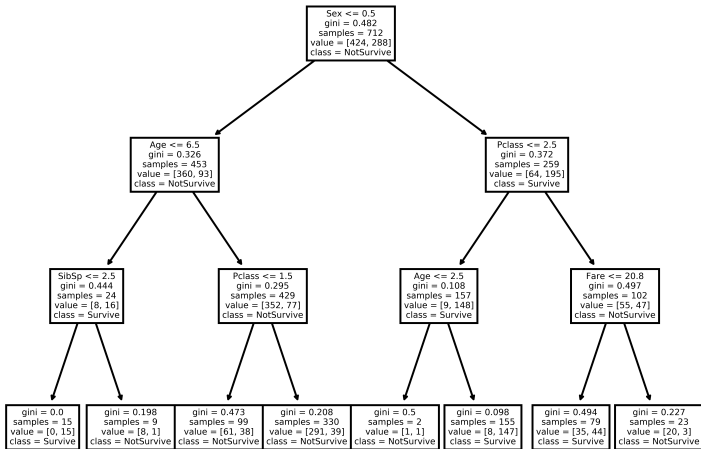 Sex <= 0.5
gini = 0.482
samples = 712
value = [424, 288]
class = NotSurvive
Age <= 6.5
gini = 0.326
samples = 453
value = [360, 93]
class = NotSurvive
Pclass <= 2.5
gini = 0.372
samples = 259
value = [64, 195]
class = Survive
SibSp <= 2.5
gini = 0.444
samples = 24
value = [8, 16]
class = Survive
Pclass <= 1.5
gini = 0.295
samples = 429
value = [352, 77]
class = NotSurvive
Age <= 2.5
gini = 0.108
samples = 157
value = [9, 148]
class = Survive
Fare <= 20.8
gini = 0.497
samples = 102
value = [55, 47]
class = NotSurvive
gini = 0.0
samples = 15
value = [0, 15]
class = Survive
gini = 0.198
samples = 9
value = [8, 1]
class = NotSurvive
gini = 0.473
samples = 99
value = [61, 38]
class = NotSurvive
gini = 0.208
samples = 330
value = [291, 39]
class = NotSurvive
gini = 0.5
samples = 2
value = [1, 1]
class = NotSurvive
gini = 0.098
samples = 155
value = [8, 147]
class = Survive
gini = 0.494
samples = 79
value = [35, 44]
class = Survive
gini = 0.227
samples = 23
value = [20, 3]
class = NotSurvive